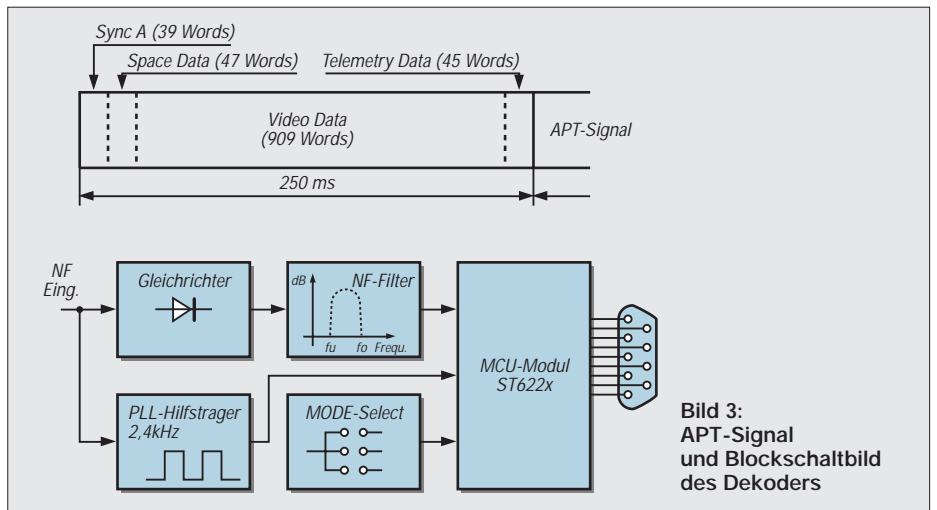 Sync A (39 Words)
Space Data (47 Words)
Telemetry Data (45 Words)
Video Data
(909 Words)
APT-Signal
250 ms
NF
Eing.
Gleichrichter
dB
NF-Filter
fu fo Frequ.
MCU-Modul
ST622x
PLL-Hilfstrager
2,4kHz
MODE-Select
Bild 3:
APT-Signal
und Blockschaltbild
des Dekoders